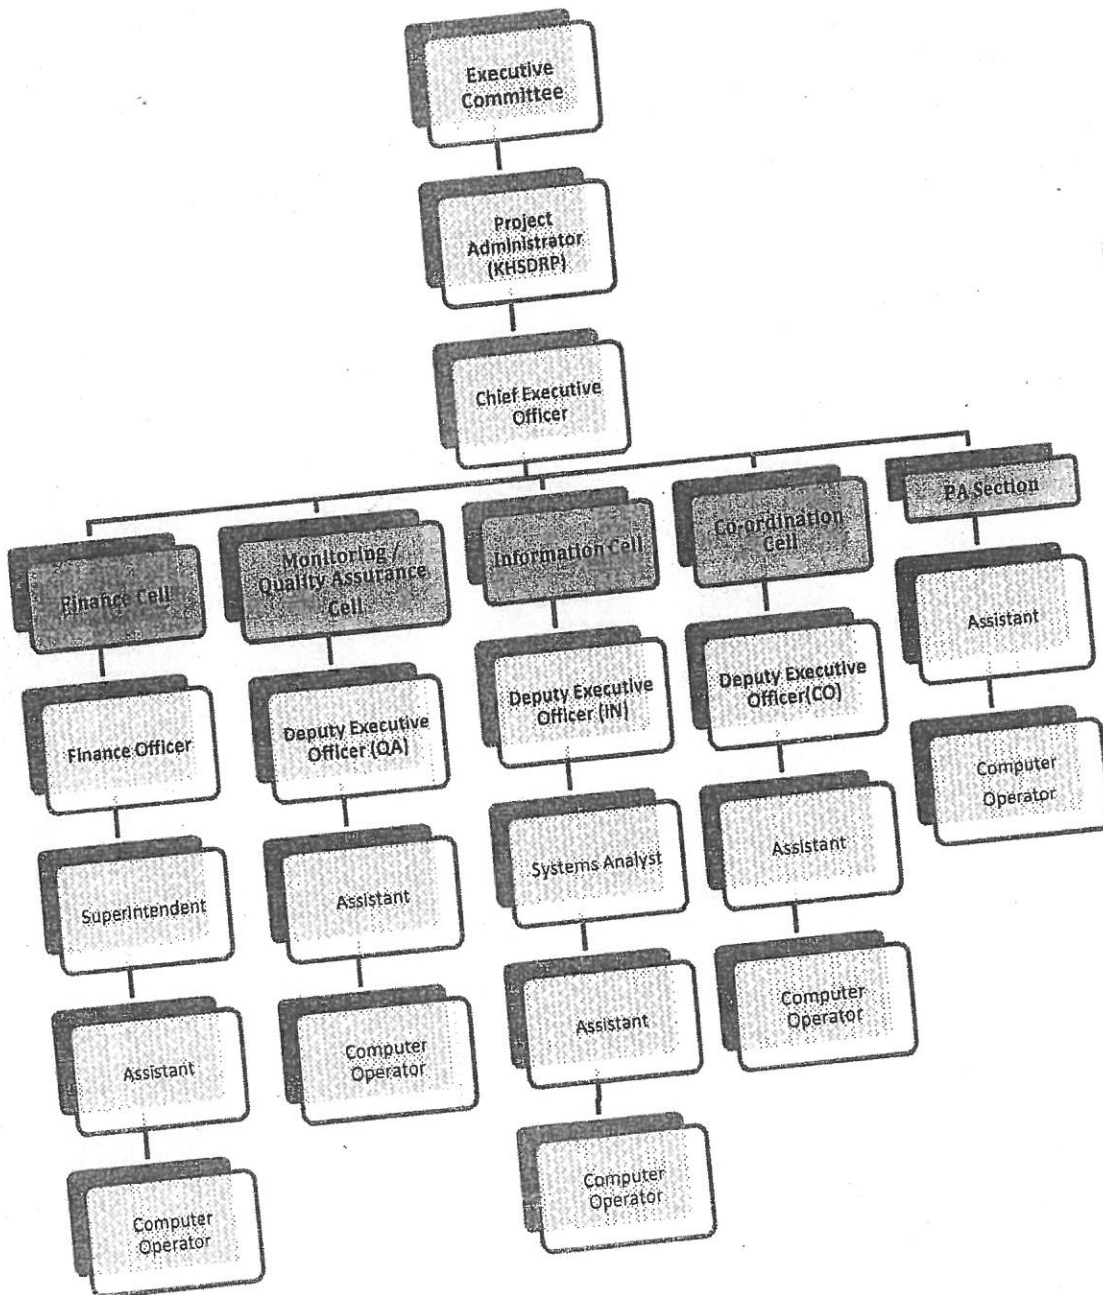 Executive
Committee
Project
Administrator
(KHSDRP)
Chief Executive
Officer
Finance Cell
Finance Officer
Superintendent
Assistant
Computer
Operator
Monitoring /
Quality Assurance
Cell
Deputy Executive
Officer (QA)
Assistant
Computer
Operator
Information Cell
Deputy Executive
Officer (IN)
Systems Analyst
Assistant
Computer
Operator
Co-ordination
Cell
Deputy Executive
Officer(CO)
Assistant
Computer
Operator
PA Section
Assistant
Computer
Operator